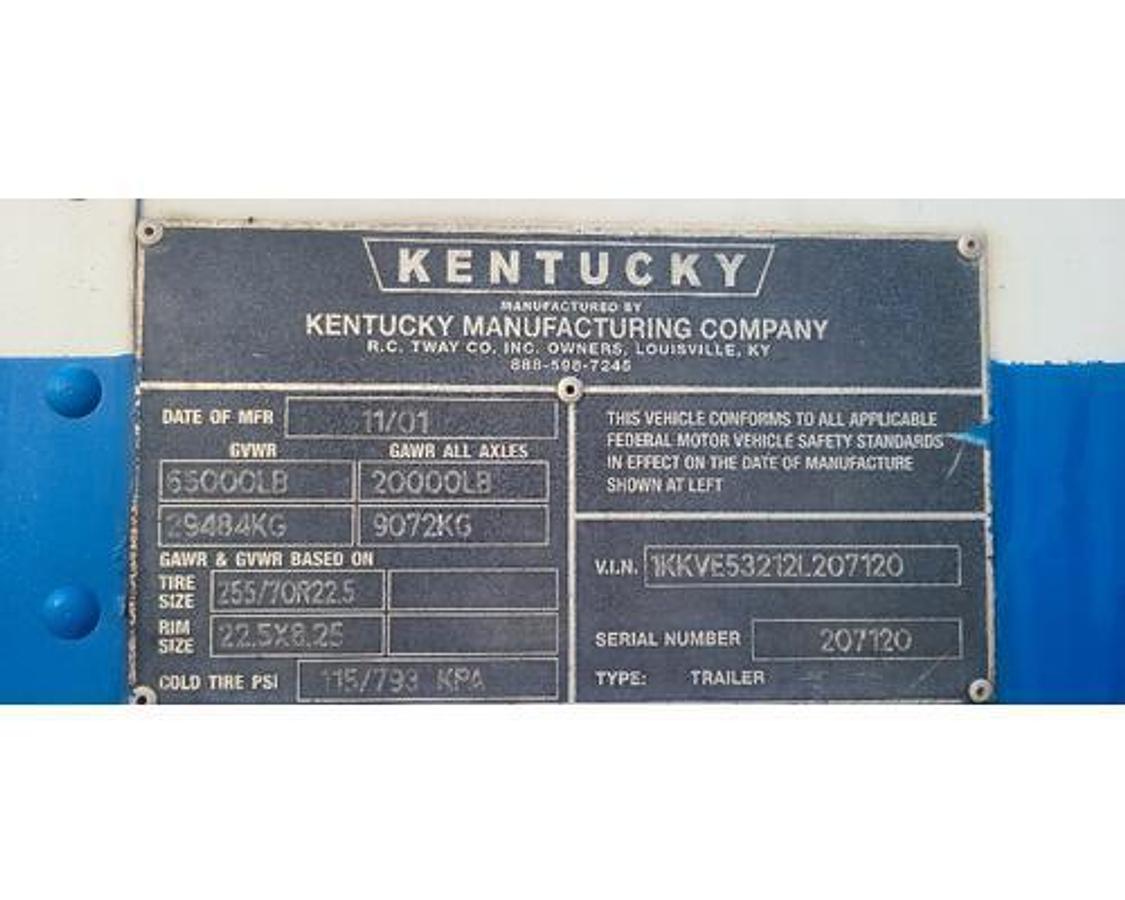 KENTUCKY
MANUFACTURED BY
KENTUCKY MANUFACTURING COMPANY
R.C. TWAY CO. INC. OWNERS, LOUISVILLE, KY
888-598-7245
DATE OF MFR 11/01
GVWR GAWR ALL AXLES
65000LB 20000LB
29484KG 9072KG
GAWR & GVWR BASED ON
TIRE SIZE 255/70R22.5
RIM SIZE 22.5X8.25
COLD TIRE PSI 115/793 KPA
THIS VEHICLE CONFORMS TO ALL APPLICABLE
FEDERAL MOTOR VEHICLE SAFETY STANDARDS
IN EFFECT ON THE DATE OF MANUFACTURE
SHOWN AT LEFT
V.I.N. 1KKVE53212L207120
SERIAL NUMBER 207120
TYPE: TRAILER